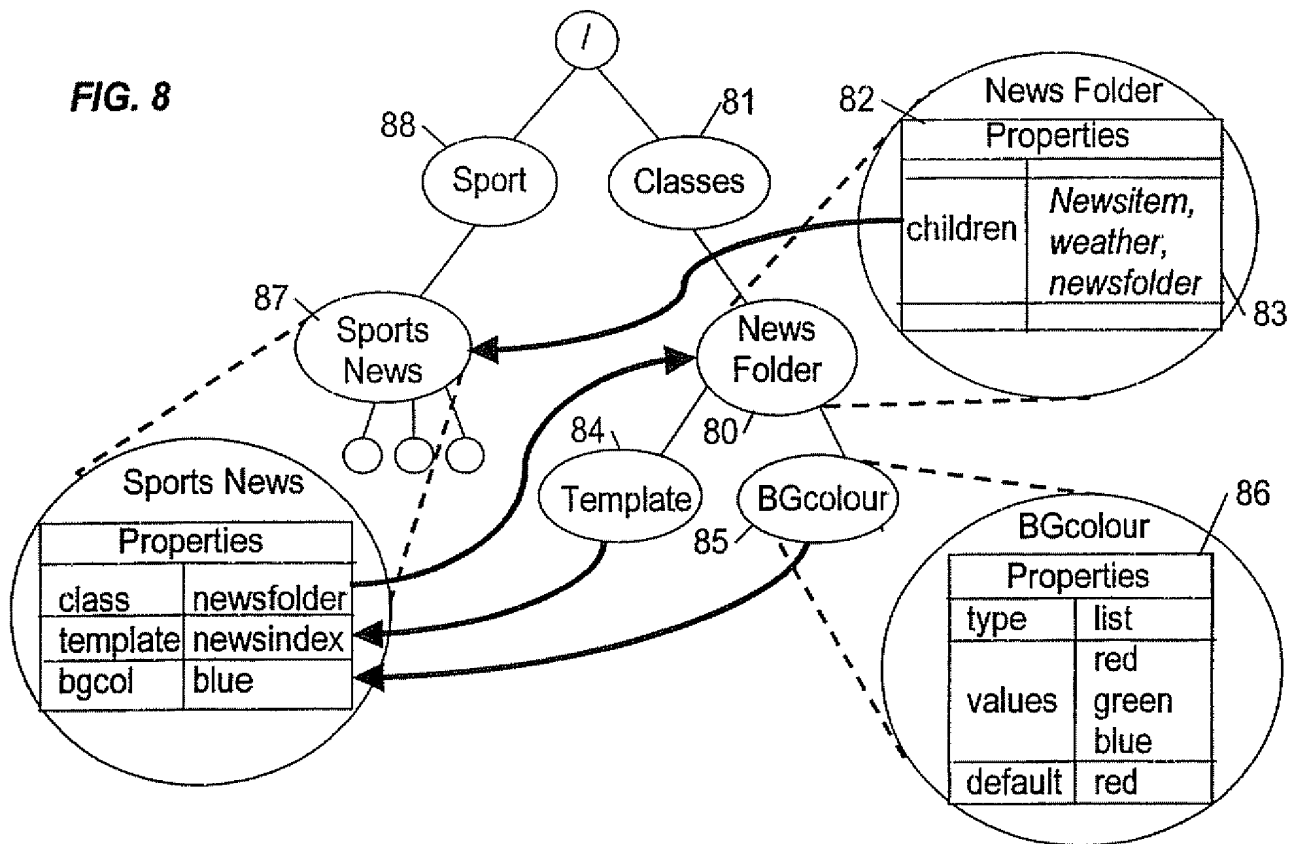 FIG. 8
/
88
Sport
81
Classes
82
News Folder
Properties
children
Newsitem,
weather,
newsfolder
83
87
Sports
News
News
Folder
80
84
Template
85
BGcolour
Sports News
Properties
class newsfolder
template newsindex
bgcol blue
86
BGcolour
Properties
type list
values
red
green
blue
default red